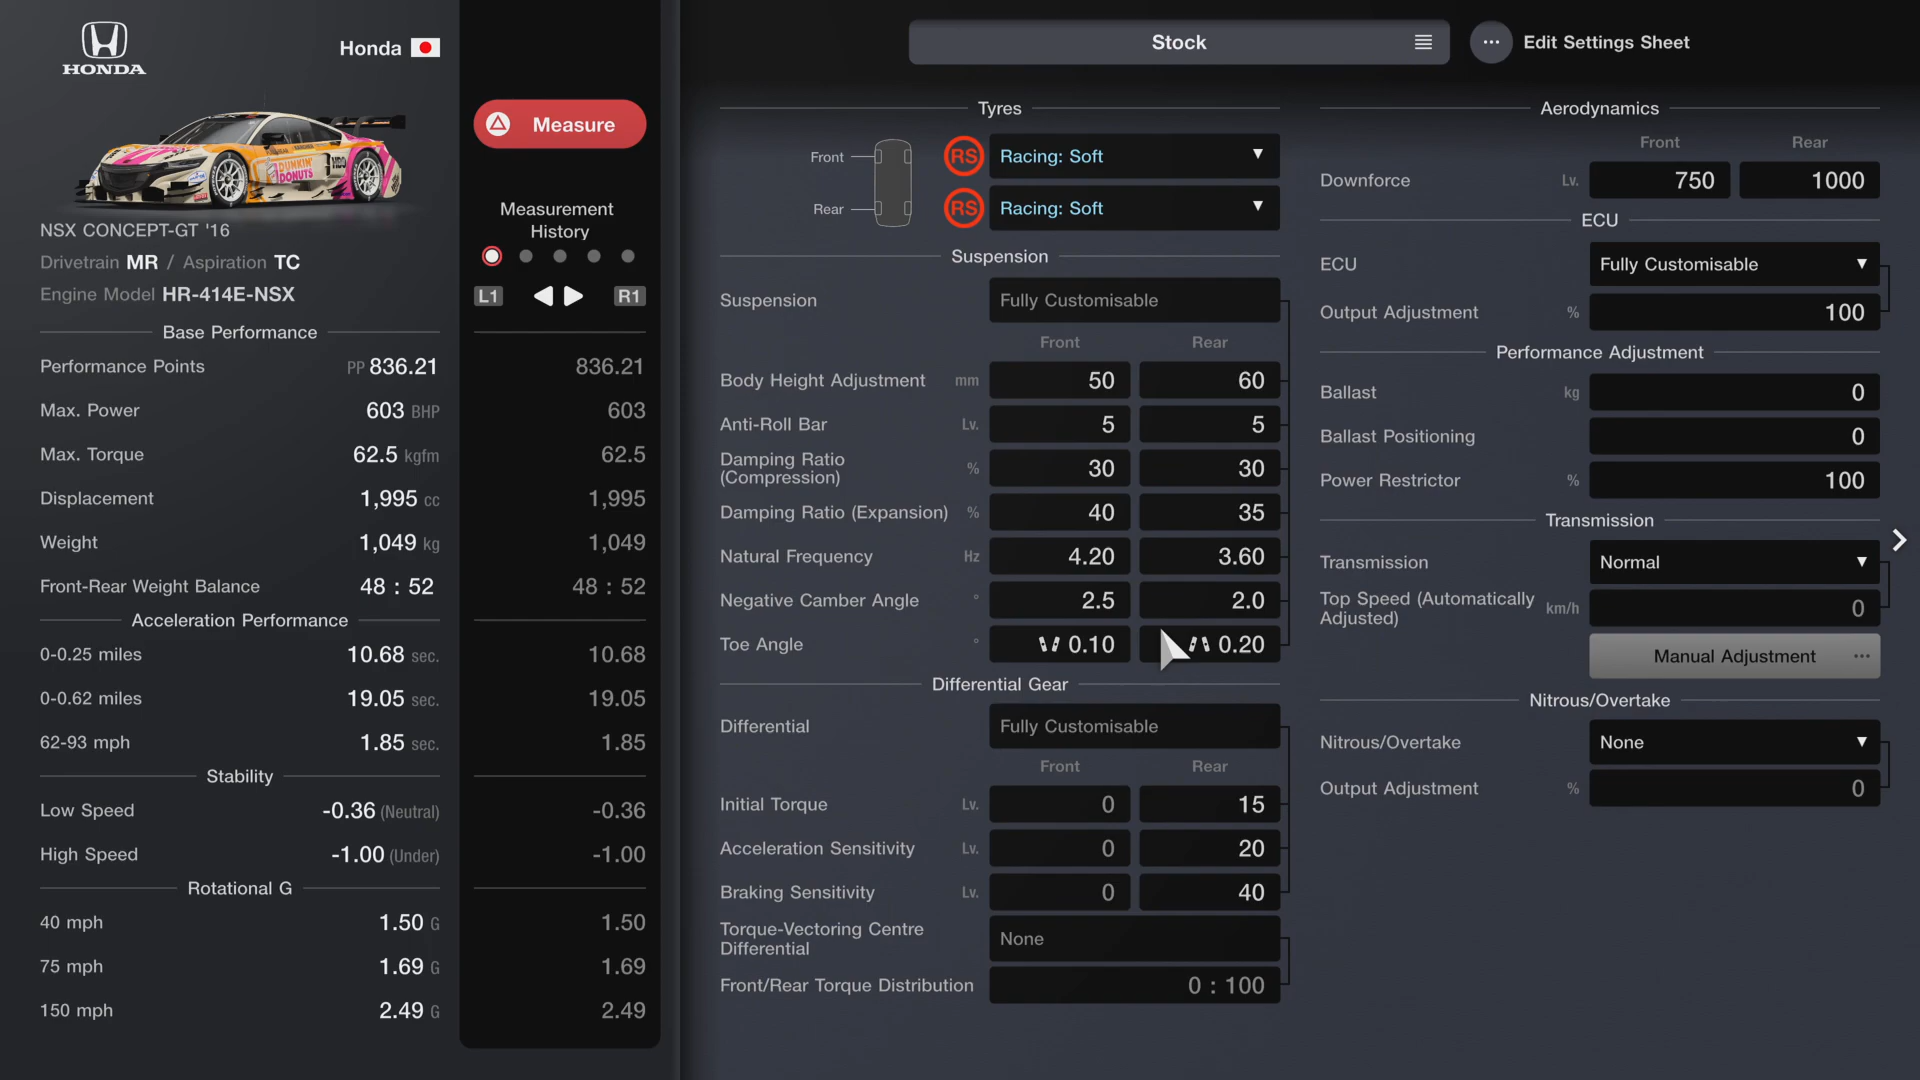 HONDA
Honda
DUNKIN'
DONUTS
NSX CONCEPT-GT '16
Drivetrain MR / Aspiration TC
Engine Model HR-414E-NSX
Base Performance
Performance Points PP 836.21
Max. Power 603 BHP
Max. Torque 62.5 kgfm
Displacement 1,995 cc
Weight 1,049 kg
Front-Rear Weight Balance 48 : 52
Acceleration Performance
0-0.25 miles 10.68 sec.
0-0.62 miles 19.05 sec.
62-93 mph 1.85 sec.
Stability
Low Speed -0.36 (Neutral)
High Speed -1.00 (Under)
Rotational G
40 mph 1.50 G
75 mph 1.69 G
150 mph 2.49 G
Measure
Measurement
History
L1 R1
836.21
603
62.5
1,995
1,049
48 : 52
10.68
19.05
1.85
-0.36
-1.00
1.50
1.69
2.49
Stock
Edit Settings Sheet
Tyres
Front RS Racing: Soft
Rear RS Racing: Soft
Suspension
Suspension Fully Customisable
Front Rear
Body Height Adjustment mm 50 60
Anti-Roll Bar Lv. 5 5
Damping Ratio
(Compression) % 30 30
Damping Ratio (Expansion) % 40 35
Natural Frequency Hz 4.20 3.60
Negative Camber Angle ° 2.5 2.0
Toe Angle ° 0.10 0.20
Differential Gear
Differential Fully Customisable
Front Rear
Initial Torque Lv. 0 15
Acceleration Sensitivity Lv. 0 20
Braking Sensitivity Lv. 0 40
Torque-Vectoring Centre
Differential None
Front/Rear Torque Distribution 0 : 100
Aerodynamics
Front Rear
Downforce Lv. 750 1000
ECU
ECU Fully Customisable
Output Adjustment % 100
Performance Adjustment
Ballast kg 0
Ballast Positioning 0
Power Restrictor % 100
Transmission
Transmission Normal
Top Speed (Automatically
Adjusted) km/h 0
Manual Adjustment
Nitrous/Overtake
Nitrous/Overtake None
Output Adjustment % 0